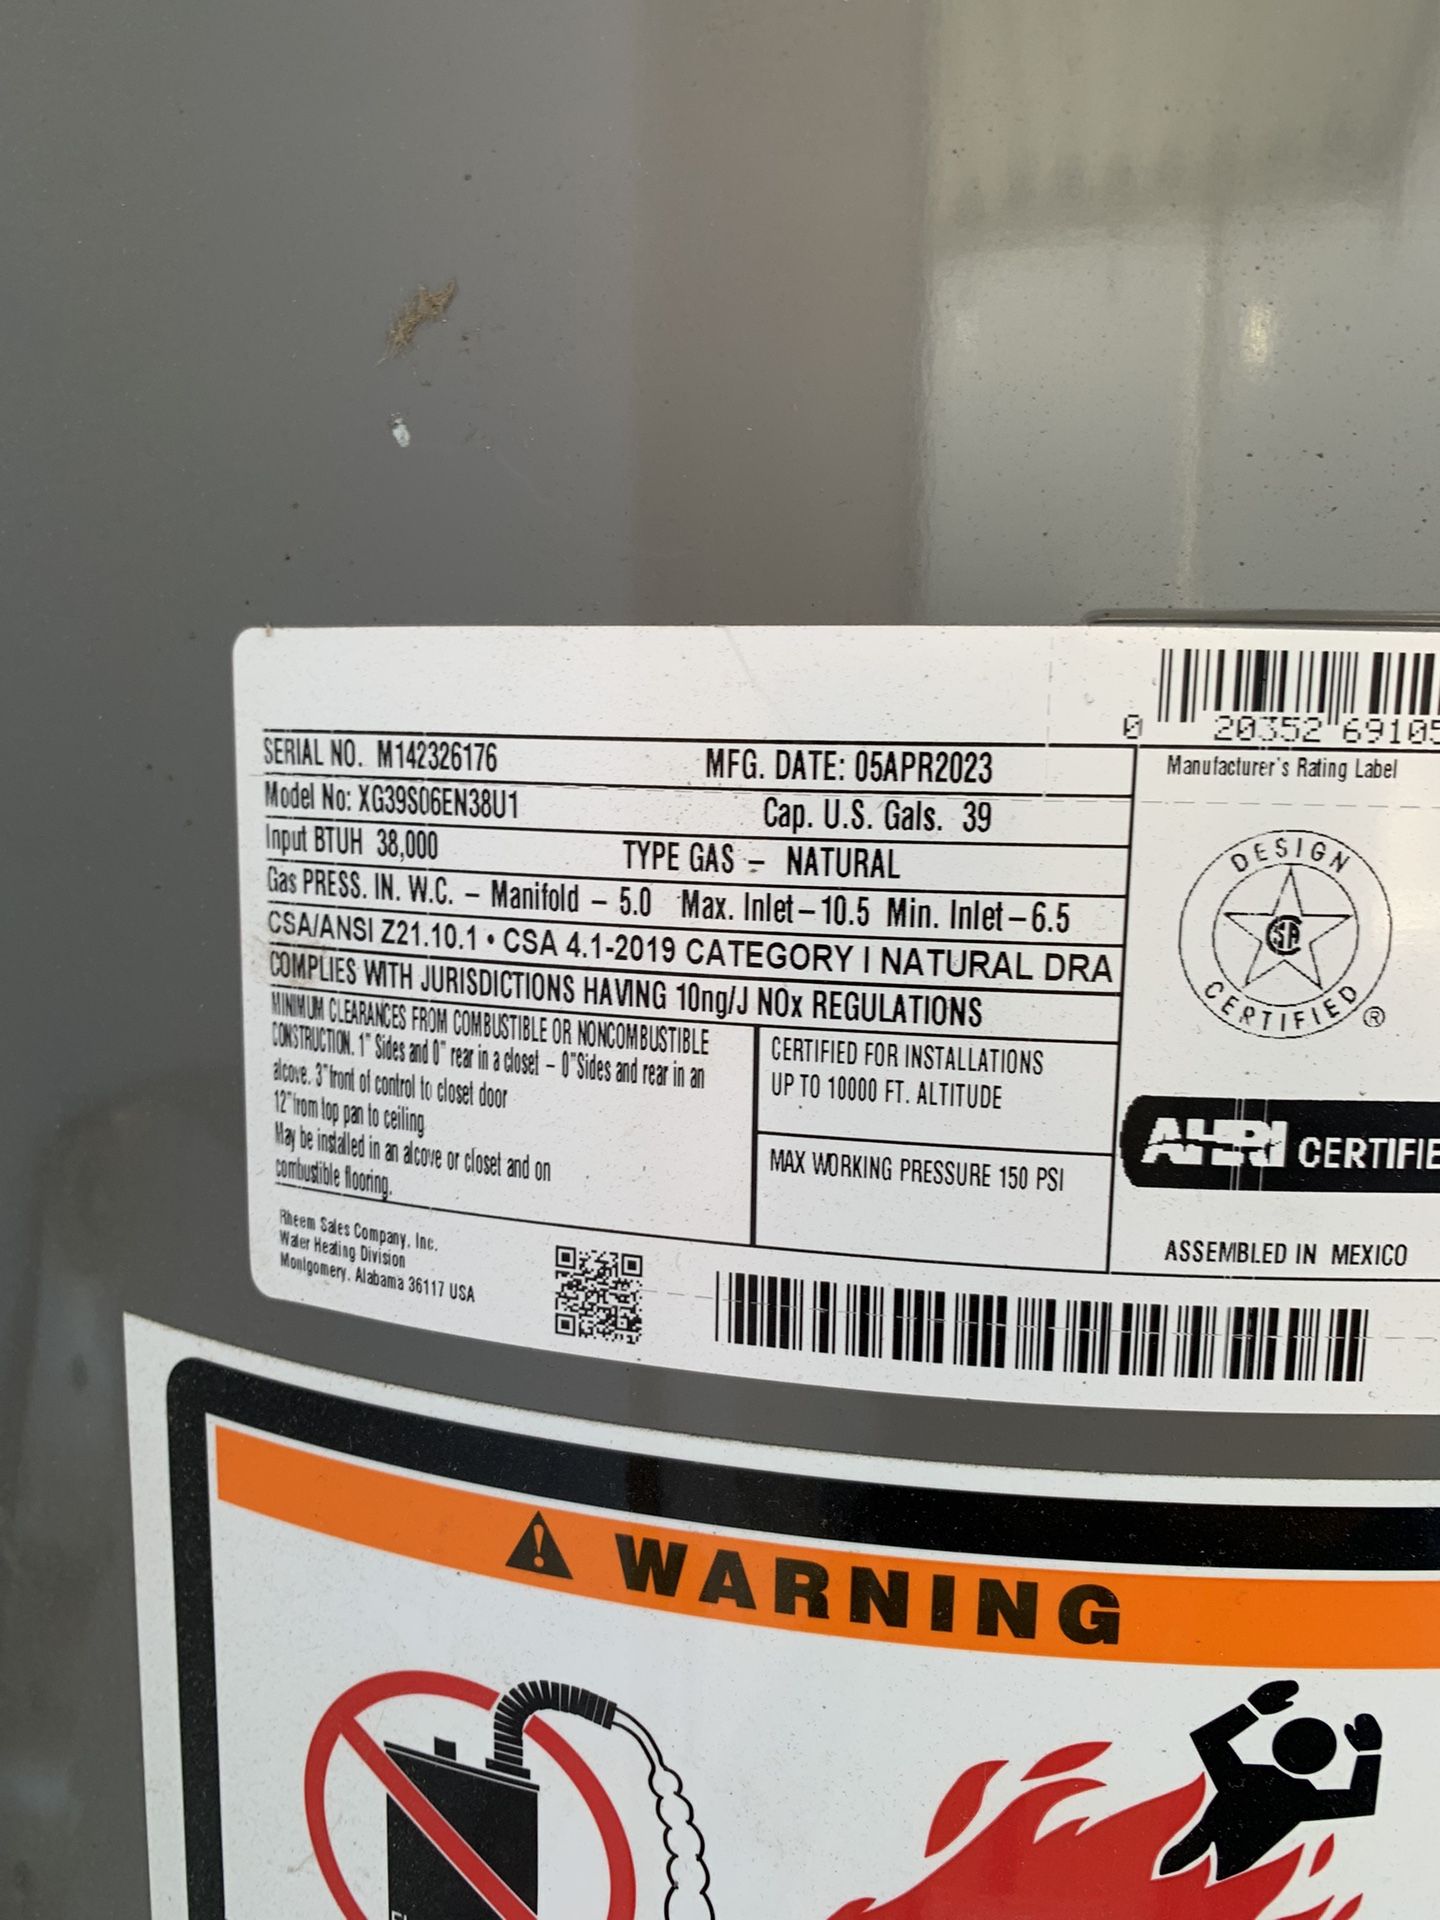 0 20352 69105
SERIAL NO. M142326176 MFG. DATE: 05APR2023
Model No: XG39S06EN38U1 Cap. U.S. Gals. 39
Input BTUH 38,000 TYPE GAS – NATURAL
Gas PRESS. IN. W.C. – Manifold – 5.0 Max. Inlet – 10.5 Min. Inlet – 6.5
CSA/ANSI Z21.10.1 • CSA 4.1-2019 CATEGORY I NATURAL DRA
COMPLIES WITH JURISDICTIONS HAVING 10ng/J NOx REGULATIONS
MINIMUM CLEARANCES FROM COMBUSTIBLE OR NONCOMBUSTIBLE
CONSTRUCTION. 1" Sides and 0" rear in a closet – 0"Sides and rear in an
alcove. 3"front of control to closet door
12"from top pan to ceiling
May be installed in an alcove or closet and on
combustible flooring.
CERTIFIED FOR INSTALLATIONS
UP TO 10000 FT. ALTITUDE
MAX WORKING PRESSURE 150 PSI
Rheem Sales Company, Inc.
Water Heating Division
Montgomery, Alabama 36117 USA
Manufacturer's Rating Label
DESIGN
CSA
CERTIFIED ®
AHRI CERTIFIE
ASSEMBLED IN MEXICO
⚠ WARNING